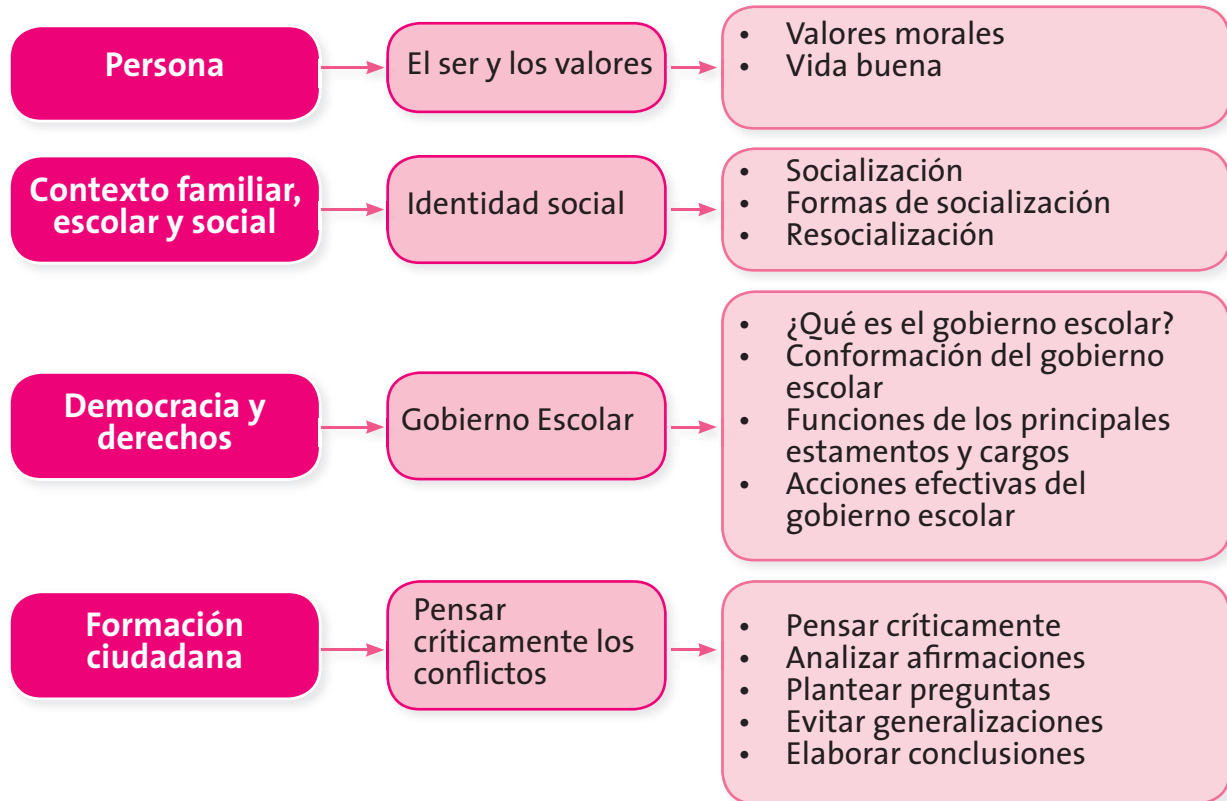 Persona
El ser y los valores
• Valores morales
• Vida buena
Contexto familiar,
escolar y social
Identidad social
• Socialización
• Formas de socialización
• Resocialización
Democracia y
derechos
Gobierno Escolar
• ¿Qué es el gobierno escolar?
• Conformación del gobierno
escolar
• Funciones de los principales
estamentos y cargos
• Acciones efectivas del
gobierno escolar
Formación
ciudadana
Pensar
críticamente los
conflictos
• Pensar críticamente
• Analizar afirmaciones
• Plantear preguntas
• Evitar generalizaciones
• Elaborar conclusiones